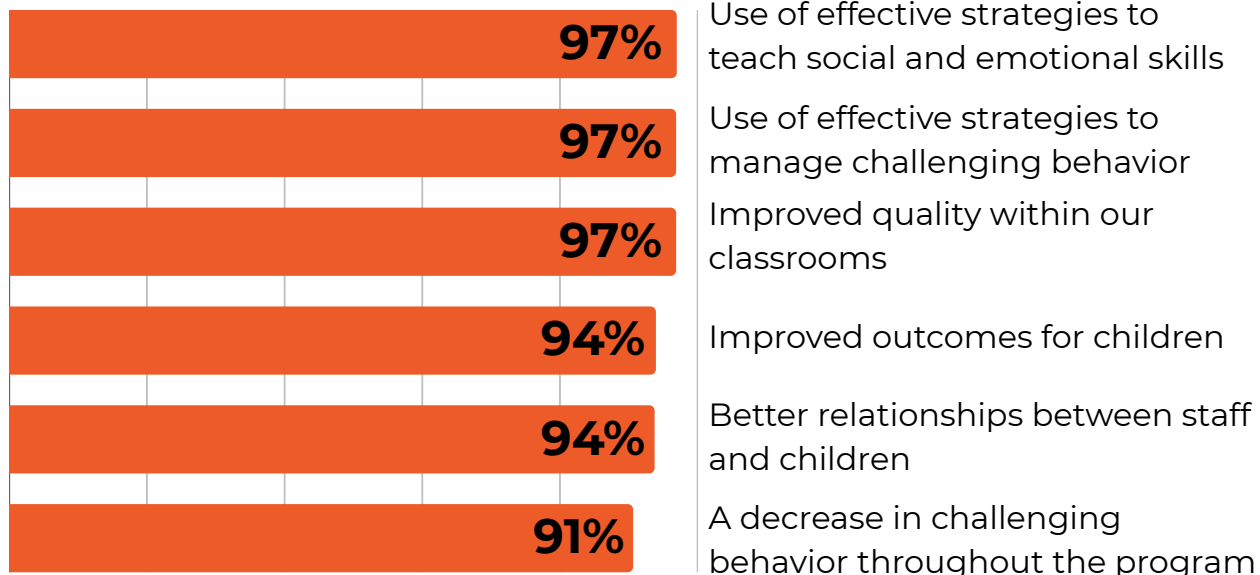 97%
Use of effective strategies to
teach social and emotional skills
97%
Use of effective strategies to
manage challenging behavior
97%
Improved quality within our
classrooms
94%
Improved outcomes for children
94%
Better relationships between staff
and children
91%
A decrease in challenging
behavior throughout the program